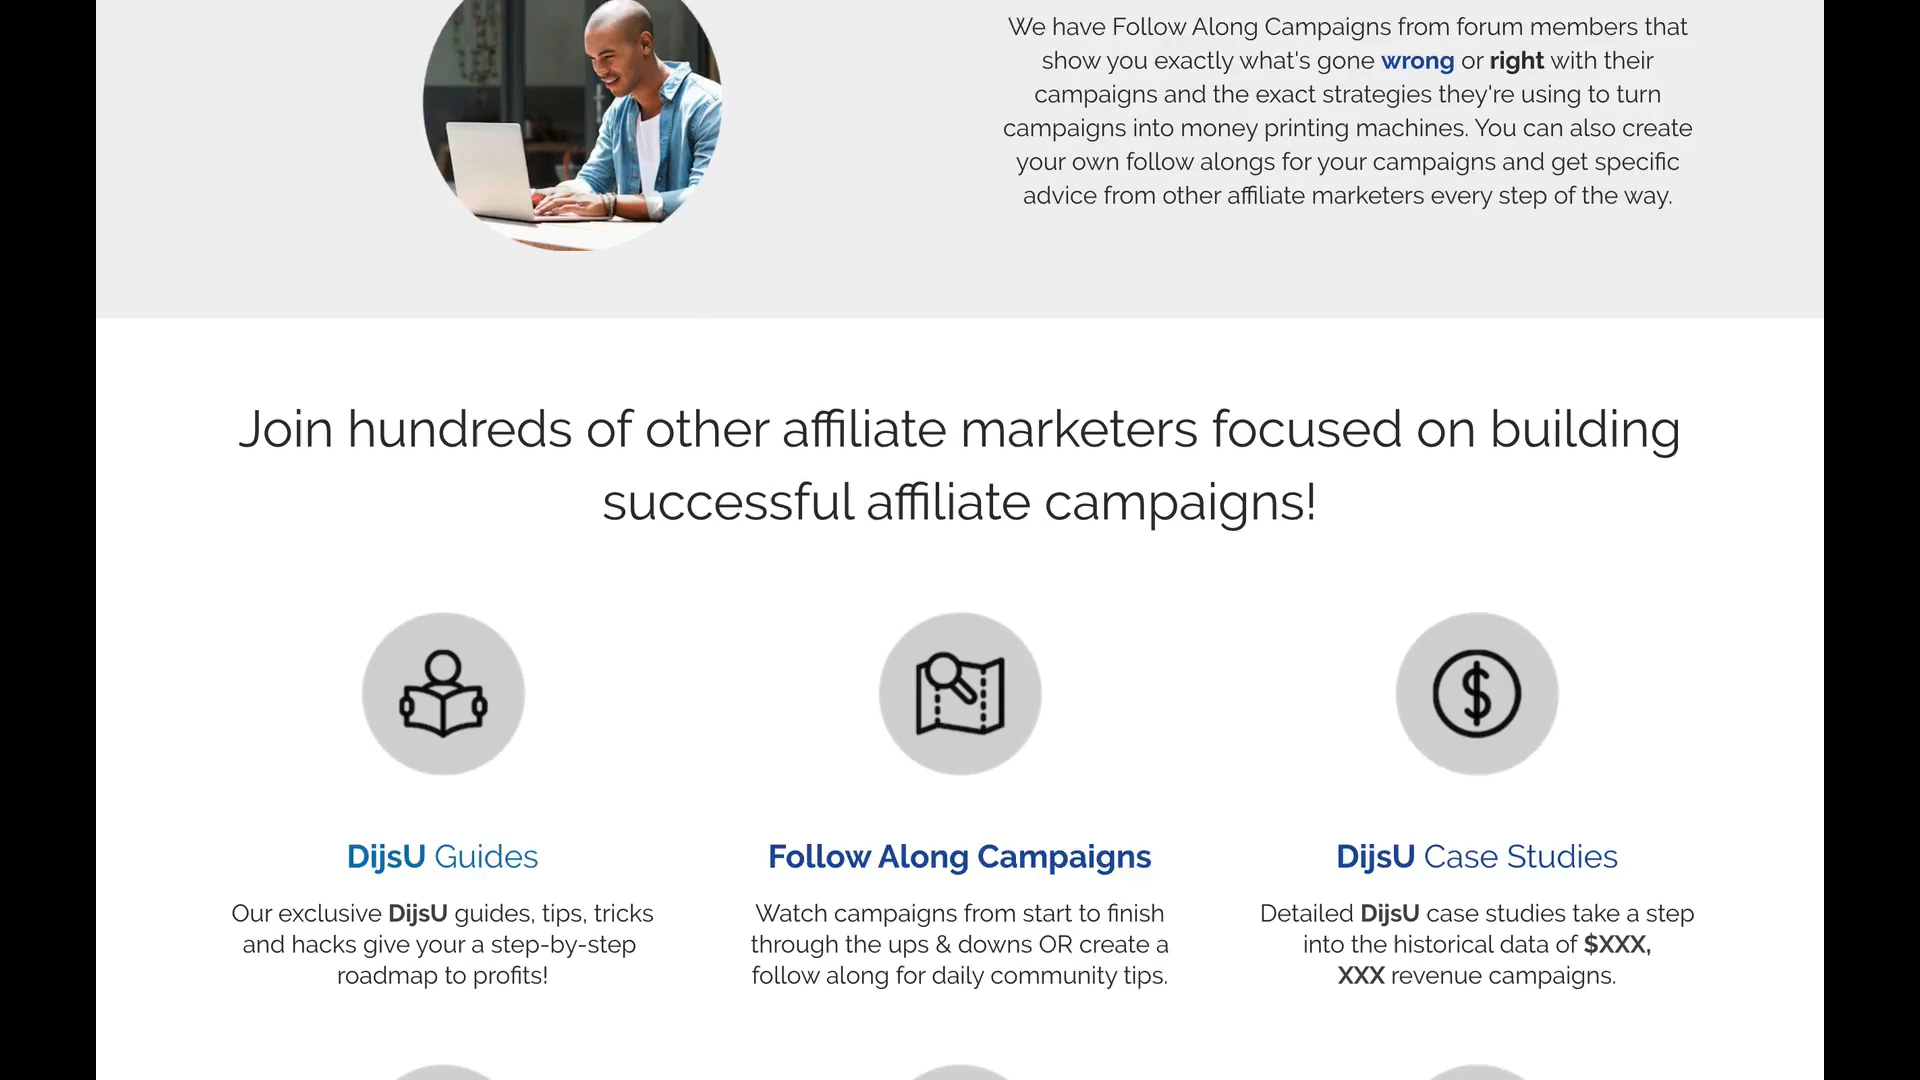 We have Follow Along Campaigns from forum members that
show you exactly what's gone wrong or right with their
campaigns and the exact strategies they're using to turn
campaigns into money printing machines. You can also create
your own follow alongs for your campaigns and get specific
advice from other affiliate marketers every step of the way.
Join hundreds of other affiliate marketers focused on building
successful affiliate campaigns!
DijsU Guides
Our exclusive DijsU guides, tips, tricks
and hacks give your a step-by-step
roadmap to profits!
Follow Along Campaigns
Watch campaigns from start to finish
through the ups & downs OR create a
follow along for daily community tips.
DijsU Case Studies
Detailed DijsU case studies take a step
into the historical data of $XXX,
XXX revenue campaigns.